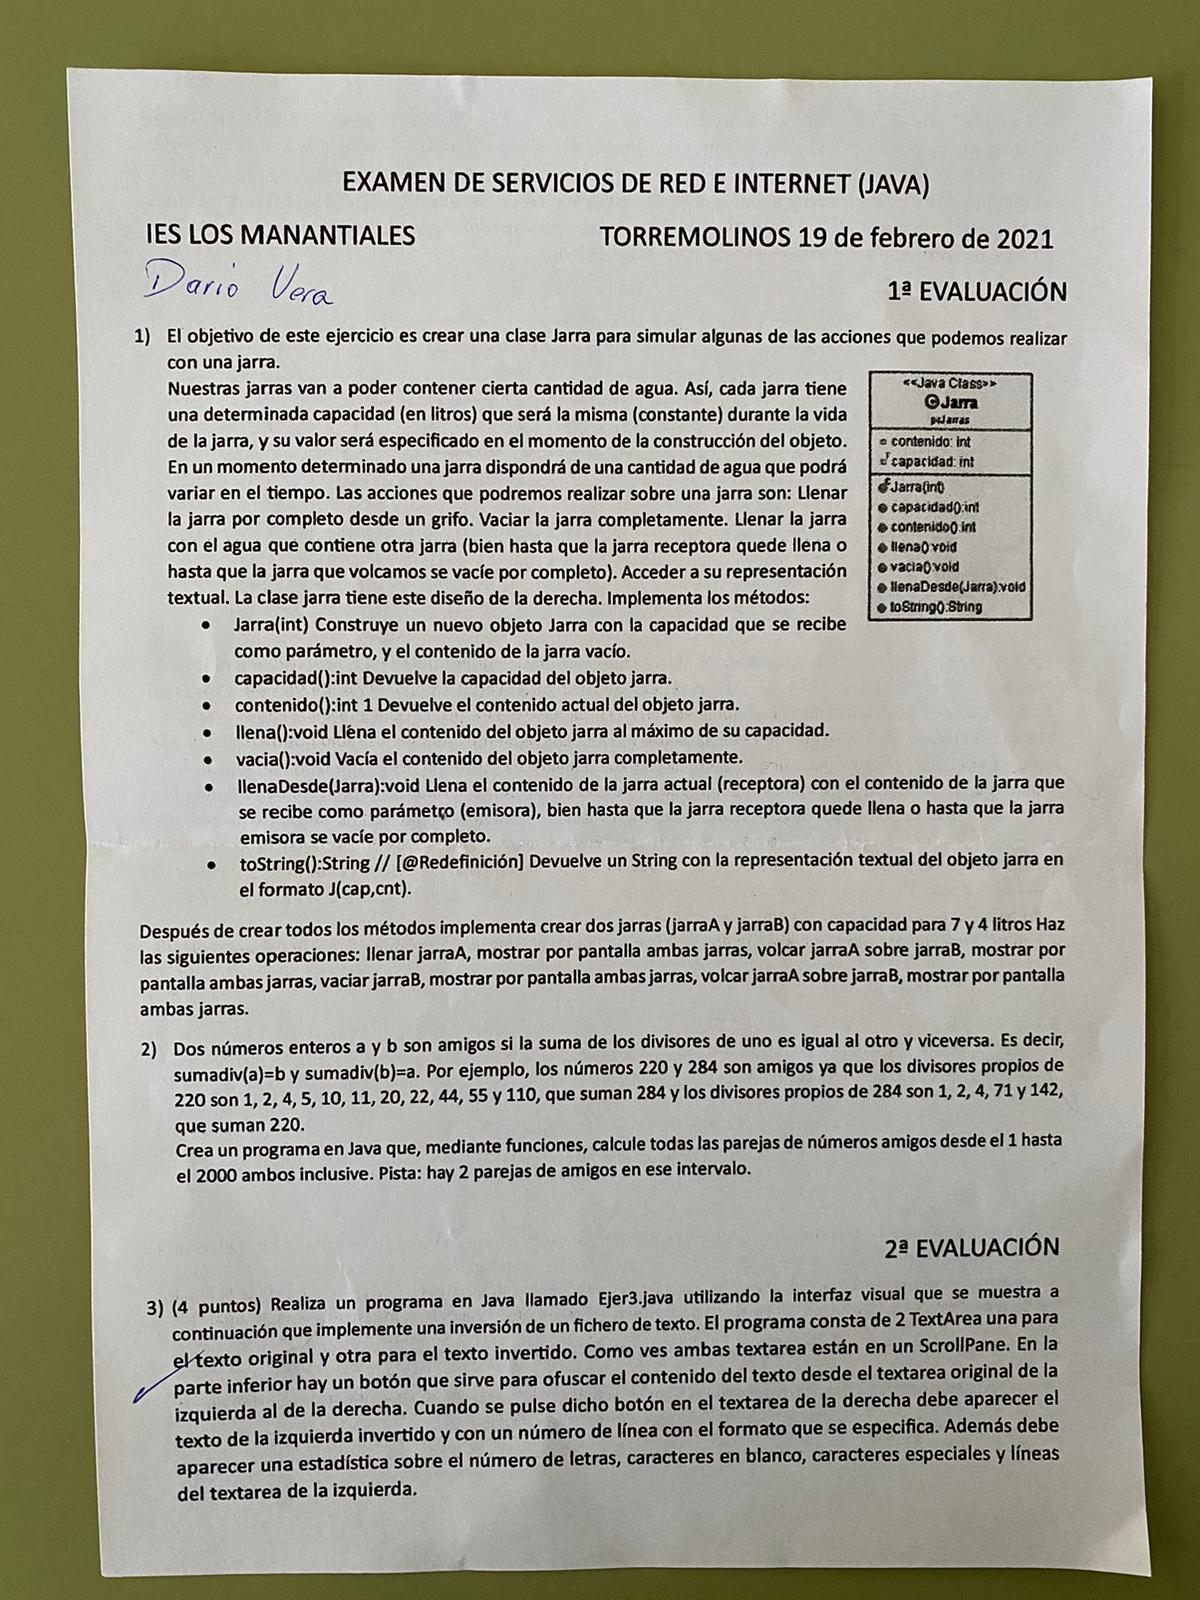 EXAMEN DE SERVICIOS DE RED E INTERNET (JAVA)
IES LOS MANANTIALES TORREMOLINOS 19 de febrero de 2021
Dario Vera
1ª EVALUACIÓN
1) El objetivo de este ejercicio es crear una clase Jarra para simular algunas de las acciones que podemos realizar
con una jarra.
Nuestras jarras van a poder contener cierta cantidad de agua. Así, cada jarra tiene
una determinada capacidad (en litros) que será la misma (constante) durante la vida
de la jarra, y su valor será especificado en el momento de la construcción del objeto.
En un momento determinado una jarra dispondrá de una cantidad de agua que podrá
variar en el tiempo. Las acciones que podremos realizar sobre una jarra son: Llenar
la jarra por completo desde un grifo. Vaciar la jarra completamente. Llenar la jarra
con el agua que contiene otra jarra (bien hasta que la jarra receptora quede llena o
hasta que la jarra que volcamos se vacíe por completo). Acceder a su representación
textual. La clase jarra tiene este diseño de la derecha. Implementa los métodos:
<<Java Class>>
Jarra
contenido: int
capacidad: int
Jarra(int)
capacidad():int
contenido():int
llena():void
vacia():void
llenaDesde(Jarra):void
toString():String
• Jarra(int) Construye un nuevo objeto Jarra con la capacidad que se recibe
como parámetro, y el contenido de la jarra vacío.
• capacidad():int Devuelve la capacidad del objeto jarra.
• contenido():int 1 Devuelve el contenido actual del objeto jarra.
• llena():void Llena el contenido del objeto jarra al máximo de su capacidad.
• vacia():void Vacía el contenido del objeto jarra completamente.
• llenaDesde(Jarra):void Llena el contenido de la jarra actual (receptora) con el contenido de la jarra que
se recibe como parámetro (emisora), bien hasta que la jarra receptora quede llena o hasta que la jarra
emisora se vacíe por completo.
• toString():String // [@Redefinición] Devuelve un String con la representación textual del objeto jarra en
el formato J(cap,cnt).
Después de crear todos los métodos implementa crear dos jarras (jarraA y jarraB) con capacidad para 7 y 4 litros Haz
las siguientes operaciones: llenar jarraA, mostrar por pantalla ambas jarras, volcar jarraA sobre jarraB, mostrar por
pantalla ambas jarras, vaciar jarraB, mostrar por pantalla ambas jarras, volcar jarraA sobre jarraB, mostrar por pantalla
ambas jarras.
2) Dos números enteros a y b son amigos si la suma de los divisores de uno es igual al otro y viceversa. Es decir,
sumadiv(a)=b y sumadiv(b)=a. Por ejemplo, los números 220 y 284 son amigos ya que los divisores propios de
220 son 1, 2, 4, 5, 10, 11, 20, 22, 44, 55 y 110, que suman 284 y los divisores propios de 284 son 1, 2, 4, 71 y 142,
que suman 220.
Crea un programa en Java que, mediante funciones, calcule todas las parejas de números amigos desde el 1 hasta
el 2000 ambos inclusive. Pista: hay 2 parejas de amigos en ese intervalo.
2ª EVALUACIÓN
3) (4 puntos) Realiza un programa en Java llamado Ejer3.java utilizando la interfaz visual que se muestra a
continuación que implemente una inversión de un fichero de texto. El programa consta de 2 TextArea una para
el texto original y otra para el texto invertido. Como ves ambas textarea están en un ScrollPane. En la
parte inferior hay un botón que sirve para ofuscar el contenido del texto desde el textarea original de la
izquierda al de la derecha. Cuando se pulse dicho botón en el textarea de la derecha debe aparecer el
texto de la izquierda invertido y con un número de línea con el formato que se especifica. Además debe
aparecer una estadística sobre el número de letras, caracteres en blanco, caracteres especiales y líneas
del textarea de la izquierda.